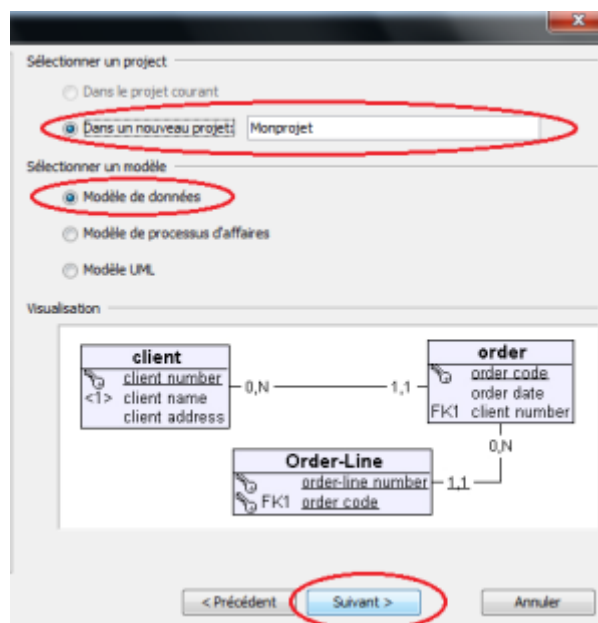 Sélectionner un project
Dans le projet courant
Dans un nouveau projet: Monprojet
Sélectionner un modèle
Modèle de données
Modèle de processus d'affaires
Modèle UML
Visualisation
client
client number
<1> client name
client address
0,N
1,1
order
order code
order date
FK1 client number
0,N
Order-Line
order-line number
FK1 order code
1,1
< Précédent
Suivant >
Annuler